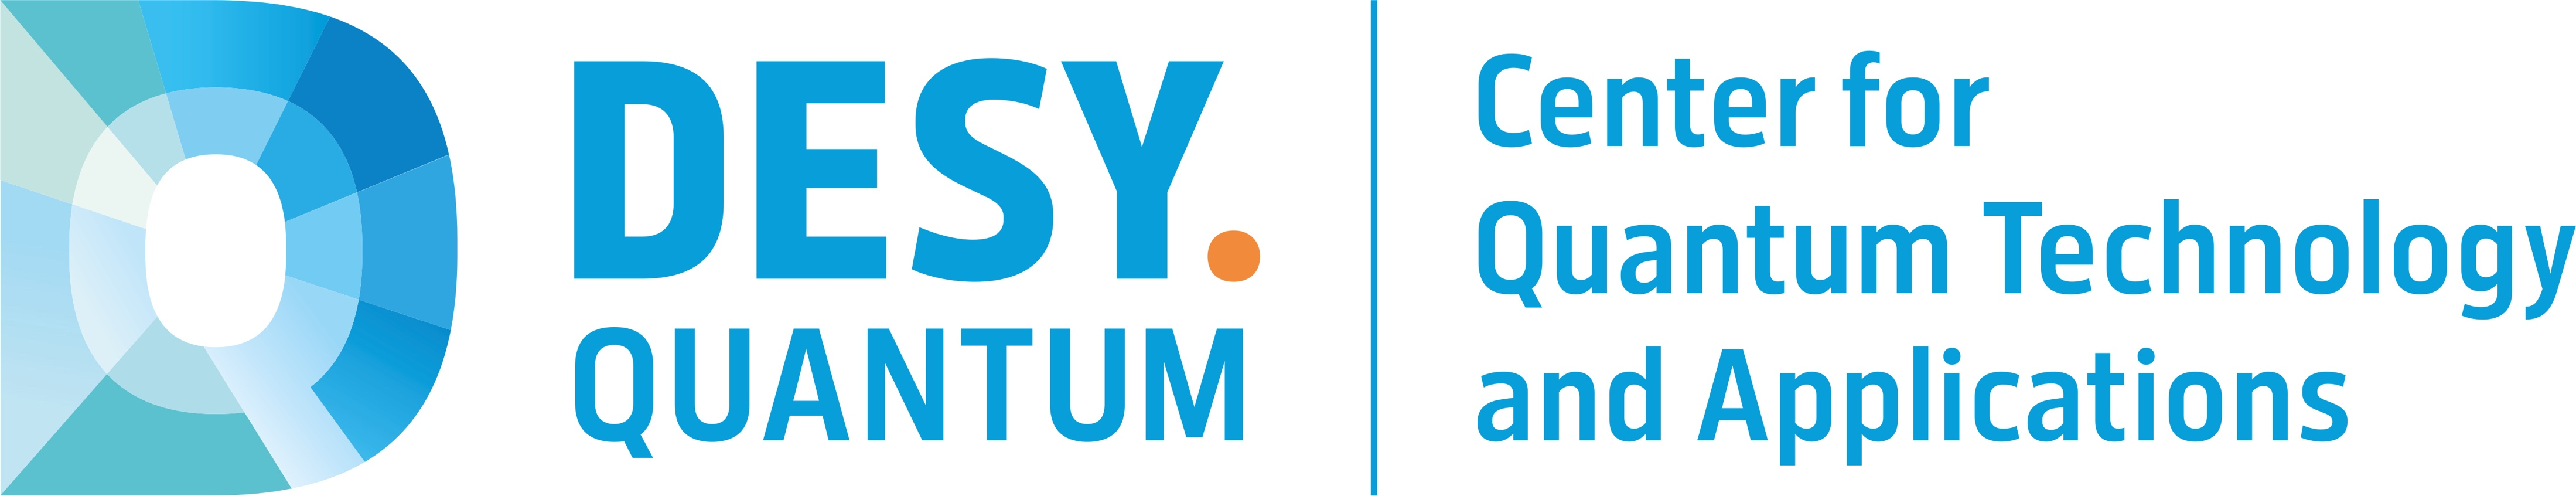 DESY.
QUANTUM
Center for
Quantum Technology
and Applications